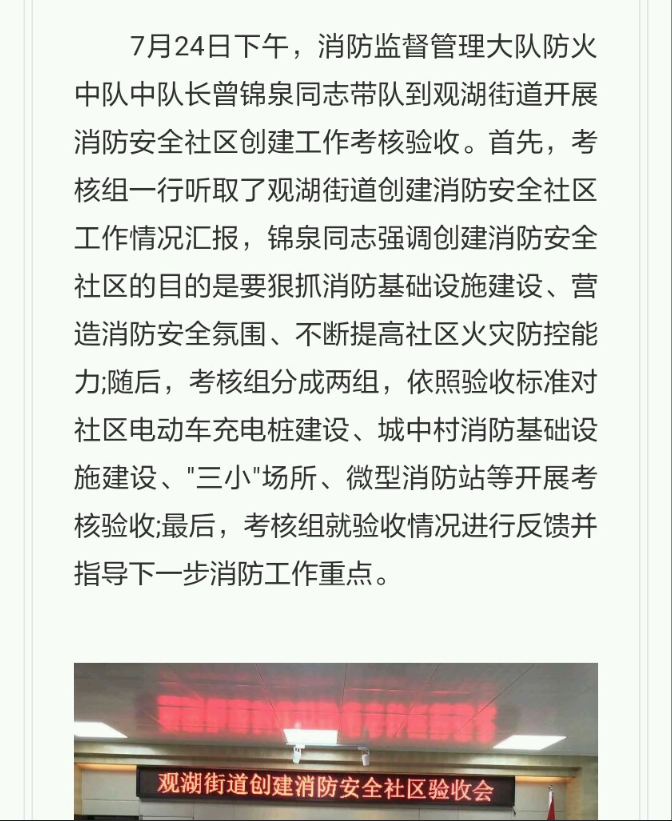 7月24日下午，消防监督管理大队防火
中队中队长曾锦泉同志带队到观湖街道开展
消防安全社区创建工作考核验收。首先，考
核组一行听取了观湖街道创建消防安全社区
工作情况汇报，锦泉同志强调创建消防安全
社区的目的是要狠抓消防基础设施建设、营
造消防安全氛围、不断提高社区火灾防控能
力;随后，考核组分成两组，依照验收标准对
社区电动车充电桩建设、城中村消防基础设
施建设、"三小"场所、微型消防站等开展考
核验收;最后，考核组就验收情况进行反馈并
指导下一步消防工作重点。
观湖街道创建消防安全社区验收会